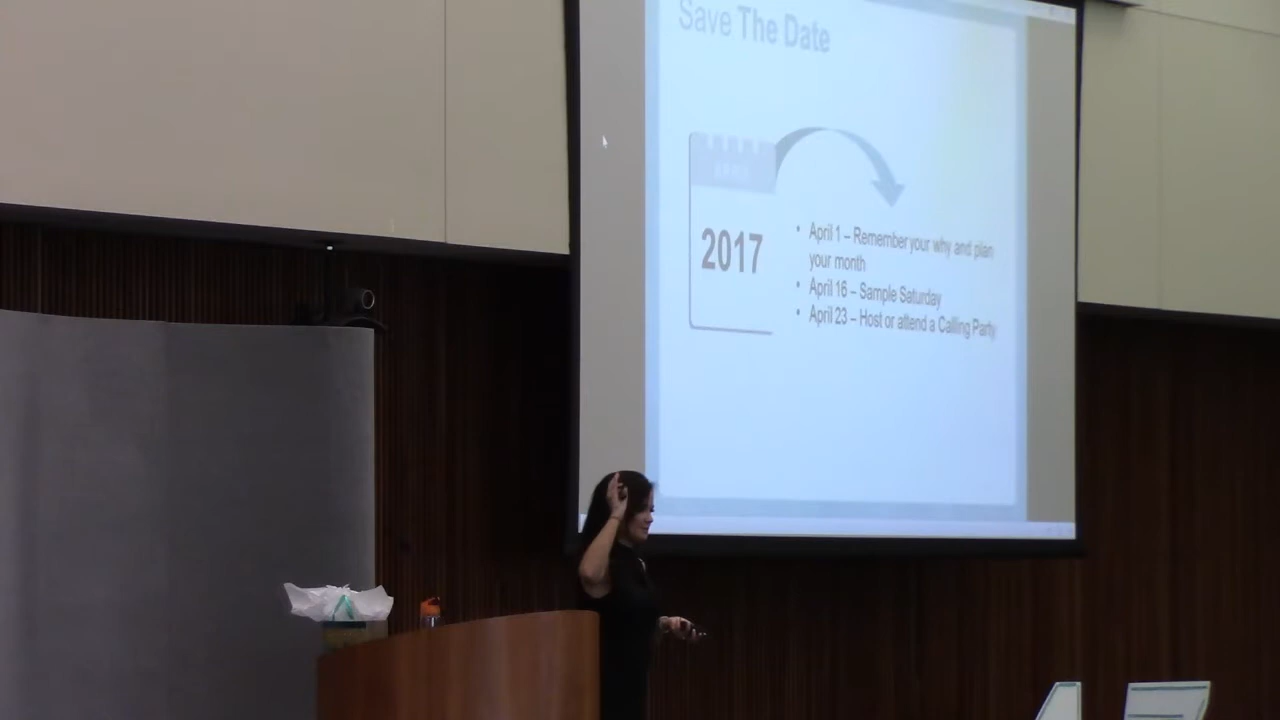 Save The Date
2017
• April 1 – Remember your why and plan
your month
• April 16 – Sample Saturday
• April 23 – Host or attend a Calling Party